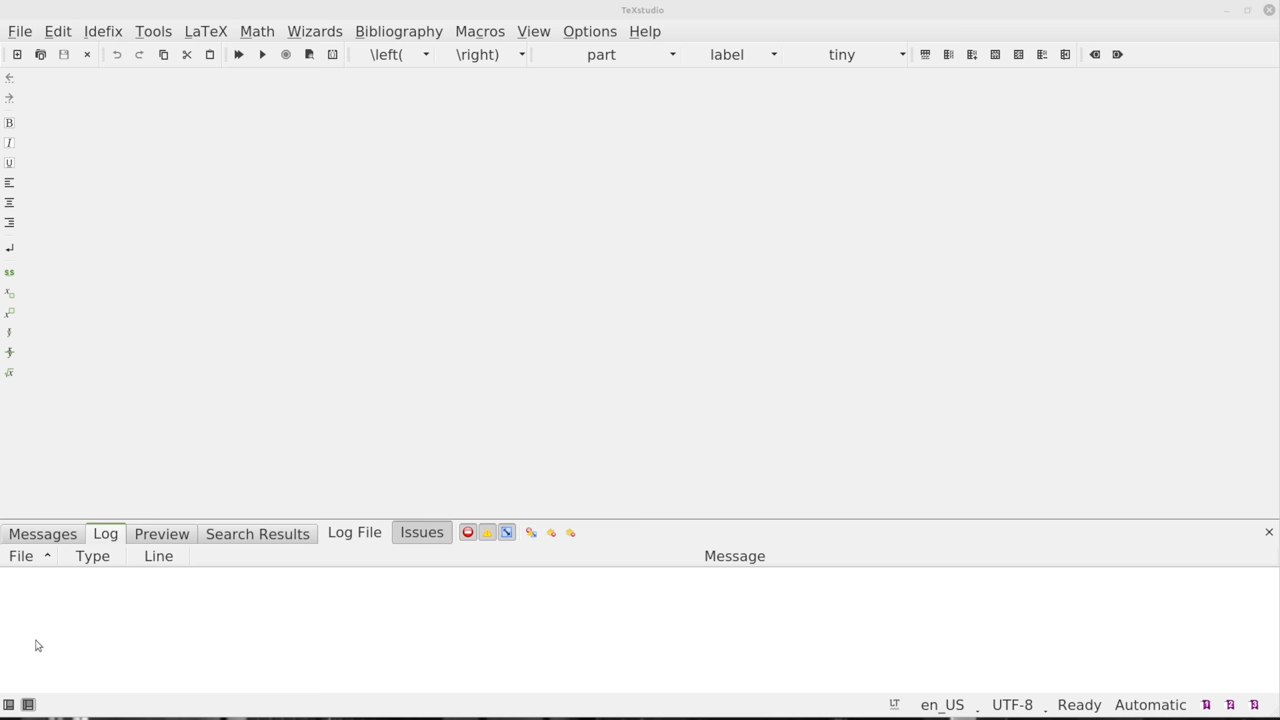 TeXstudio
File Edit Idefix Tools LaTeX Math Wizards Bibliography Macros View Options Help
\left( \right) part label tiny
B
I
U
$$
Messages Log Preview Search Results Log File Issues
File Type Line Message
LT en_US UTF-8 Ready Automatic